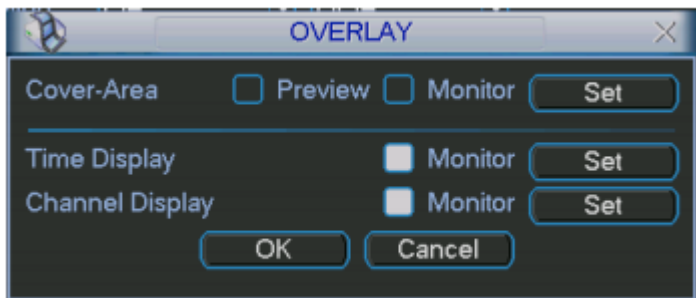 OVERLAY
Cover-Area Preview Monitor Set
Time Display Monitor Set
Channel Display Monitor Set
OK Cancel